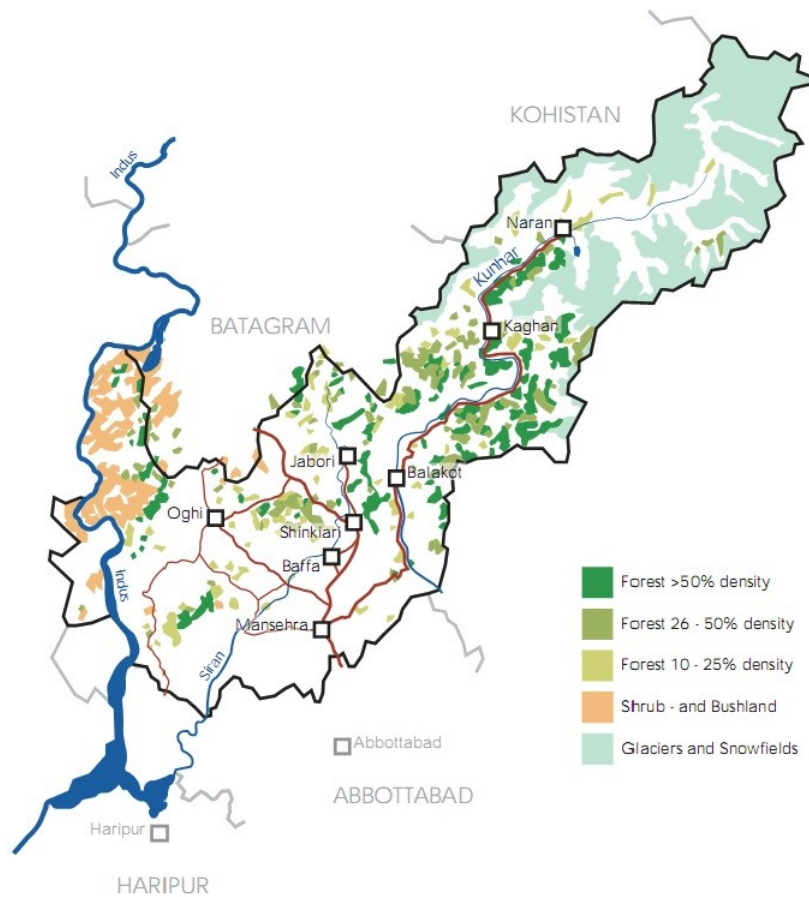 KOHISTAN
Indus
Naran
Kunhar
BATAGRAM
Kaghan
Jabori
Balakot
Oghi
Shinkiari
Baffa
Indus
Mansehra
Siran
Forest >50% density
Forest 26 - 50% density
Forest 10 - 25% density
Shrub - and Bushland
Glaciers and Snowfields
Abbottabad
ABBOTTABAD
Haripur
HARIPUR